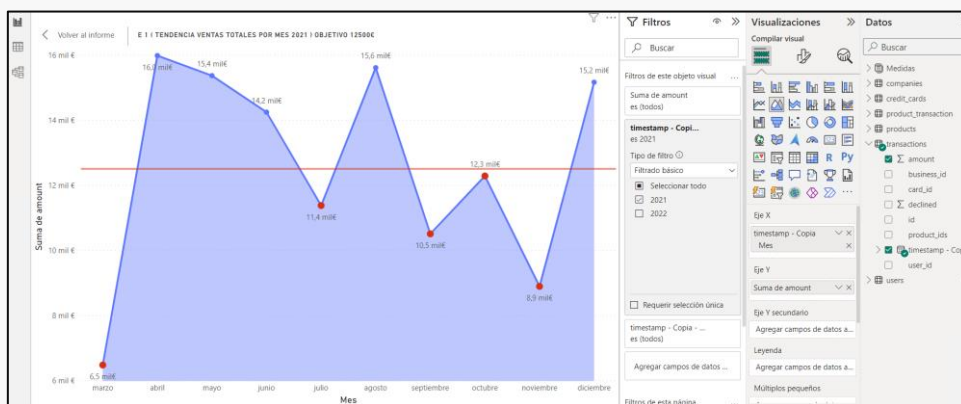 Volver al informe
E 1 I TENDENCIA VENTAS TOTALES POR MES 2021 I OBJETIVO 12500€
Suma de amount
16 mil €
14 mil €
12 mil €
10 mil €
8 mil €
6 mil €
6,5 mil€
15,4 mil€
14,2 mil€
11,4 mil€
15,6 mil€
10,5 mil€
12,3 mil€
8,9 mil€
15,2 mil€
marzo
abril
mayo
junio
julio
agosto
septiembre
octubre
noviembre
diciembre
Mes
Filtros
Buscar
Filtros de este objeto visual
Suma de amount
es (todos)
timestamp - Copi...
es 2021
Tipo de filtro
Filtrado básico
Seleccionar todo
2021
2022
Requerir selección única
timestamp - Copia - ...
es (todos)
Agregar campos de datos ...
Filtros de esta página
Visualizaciones
Compilar visual
R Py
Eje X
timestamp - Copia
Mes
Eje Y
Suma de amount
Eje Y secundario
Agregar campos de datos a...
Leyenda
Agregar campos de datos a...
Múltiplos pequeños
Datos
Buscar
Medidas
companies
credit_cards
product_transaction
products
transactions
amount
business_id
card_id
declined
id
product_ids
timestamp - Co
user_id
users